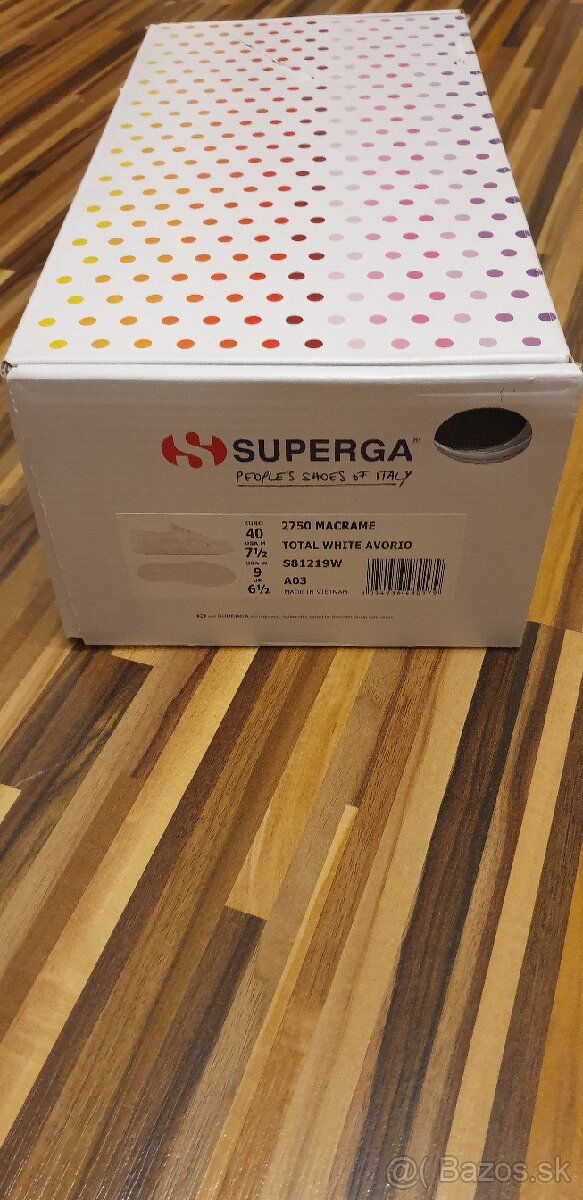 SUPERGA®
PEOPLE'S SHOES OF ITALY
EURO
40
USA M
7½
USA W
9
UK
6½
2750 MACRAME
TOTAL WHITE AVORIO
S81219W
A03
MADE IN VIETNAM
@( Bazos.sk